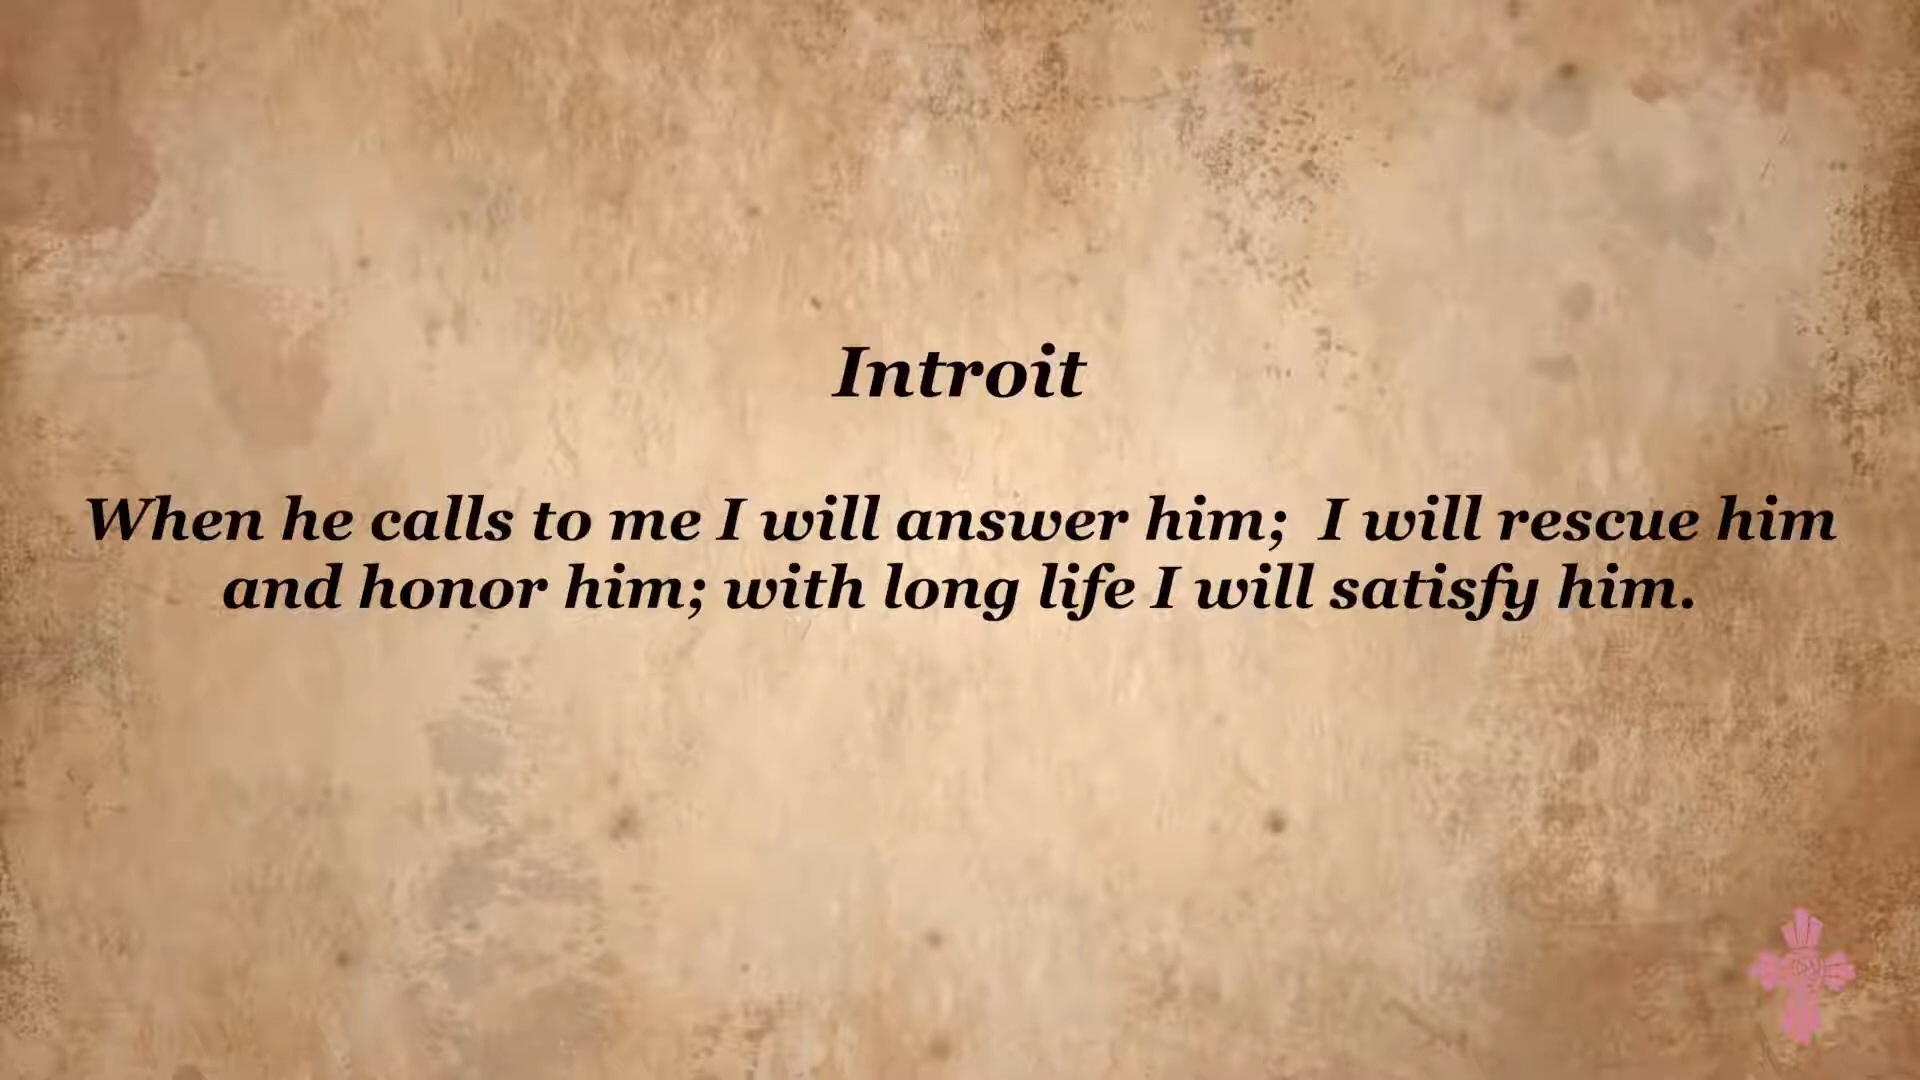 Introit
When he calls to me I will answer him;  I will rescue him
and honor him; with long life I will satisfy him.